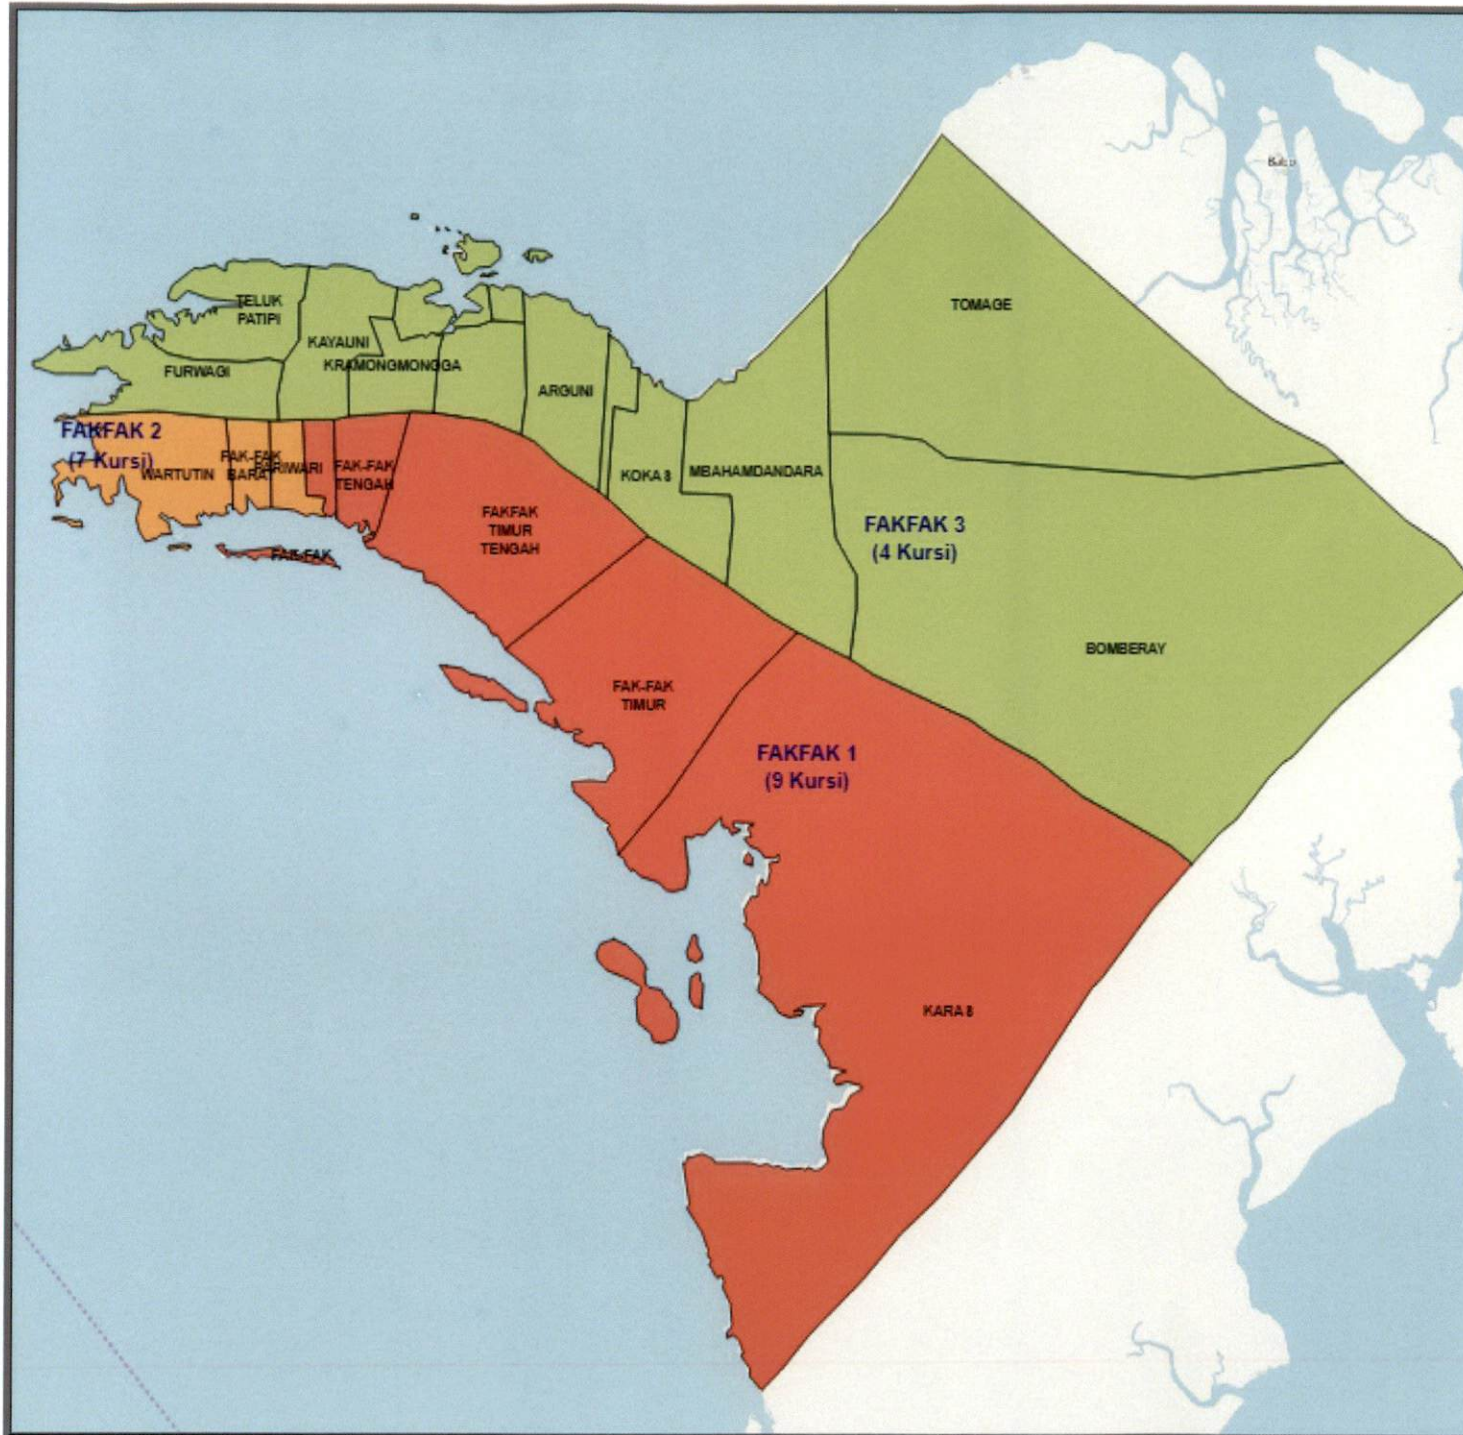 TELUK
PATIPI
KAYAUNI
FURWAGI
KRAMONGMONGGA
ARGUNI
TOMAGE
FAKFAK 2
(7 Kursi)
WARTUTIN
FAK-FAK
BARAT
PARIWARI
FAK-FAK
TENGAH
KOKAS
MBAHAMDANDARA
FAKFAK 3
(4 Kursi)
FAKFAK
TIMUR
TENGAH
FAK-FAK
BOMBERAY
FAK-FAK
TIMUR
FAKFAK 1
(9 Kursi)
KARAS